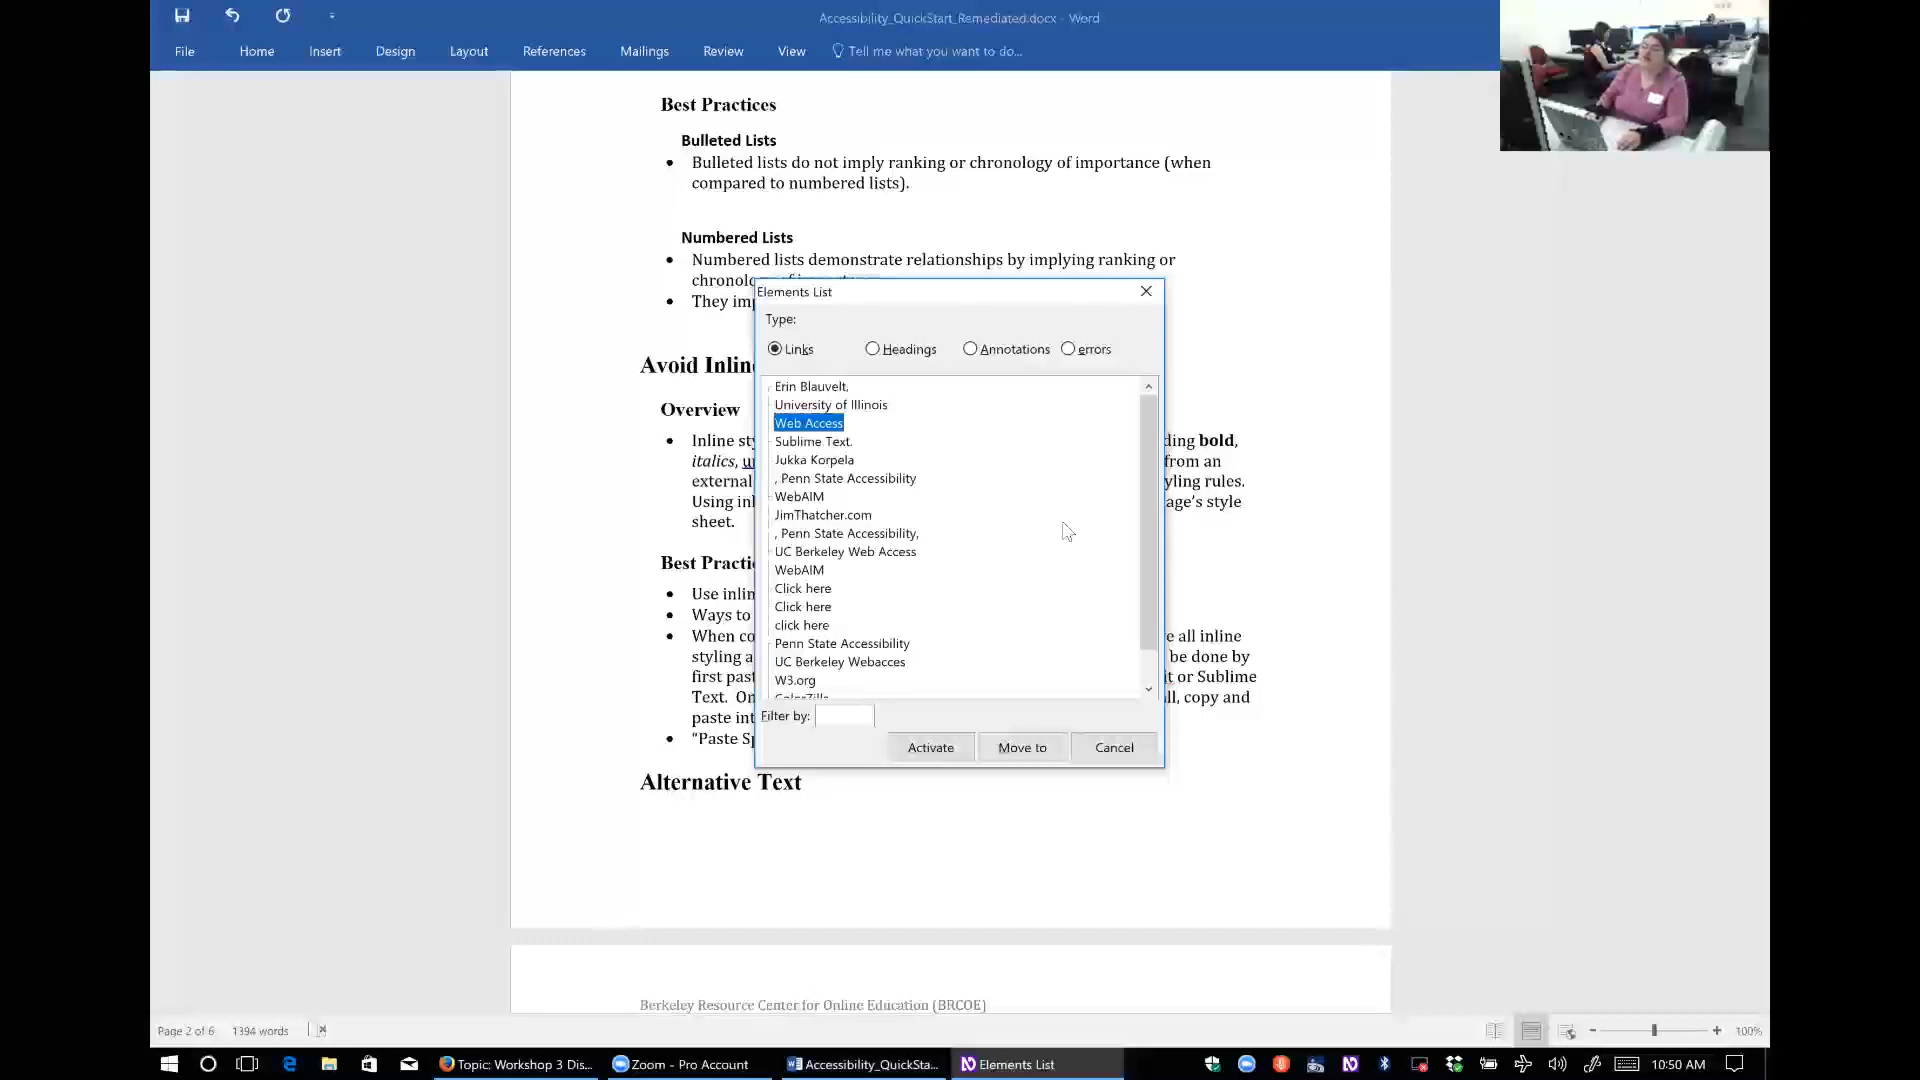 Accessibility_QuickStart_Remediated.docx - Word
File Home Insert Design Layout References Mailings Review View Tell me what you want to do...
Best Practices
Bulleted Lists
• Bulleted lists do not imply ranking or chronology of importance (when
compared to numbered lists).
Numbered Lists
• Numbered lists demonstrate relationships by implying ranking or
chronolo
• They imp
Avoid Inlin
Overview
• Inline sty ding bold,
italics, u from an
external yling rules.
Using inl age's style
sheet.
Best Practic
• Use inlin
• Ways to
• When co e all inline
styling a be done by
first past it or Sublime
Text. On all, copy and
paste int
• “Paste Sp
Alternative Text
Elements List
Type:
Links Headings Annotations errors
Erin Blauvelt,
University of Illinois
Web Access
Sublime Text.
Jukka Korpela
, Penn State Accessibility
WebAIM
JimThatcher.com
, Penn State Accessibility,
UC Berkeley Web Access
WebAIM
Click here
Click here
click here
Penn State Accessibility
UC Berkeley Webacces
W3.org
ColorZilla
Filter by:
Activate Move to Cancel
Berkeley Resource Center for Online Education (BRCOE)
Page 2 of 6 1394 words 100%
Topic: Workshop 3 Dis... Zoom - Pro Account Accessibility_QuickSta... Elements List 10:50 AM